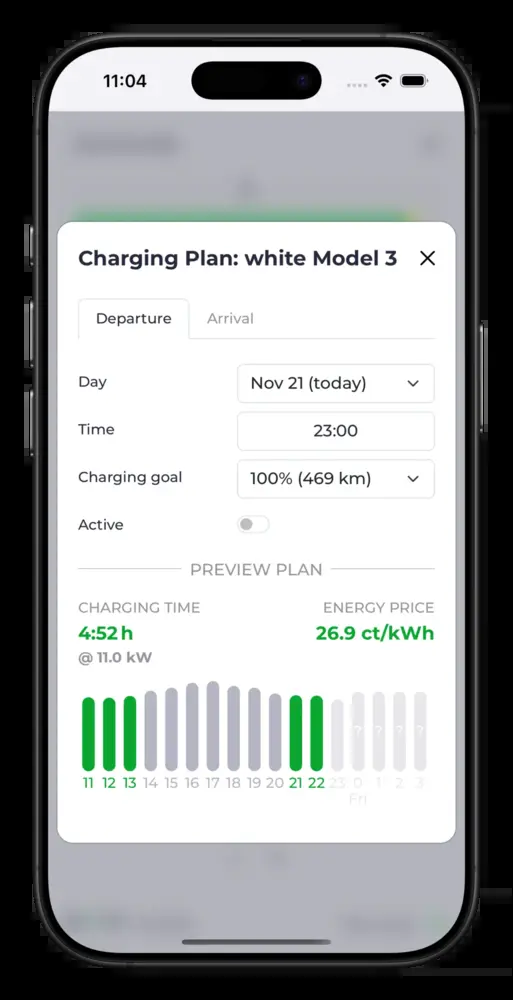 11:04
Charging Plan: white Model 3
Departure Arrival
Day Nov 21 (today)
Time 23:00
Charging goal 100% (469 km)
Active
PREVIEW PLAN
CHARGING TIME ENERGY PRICE
4:52 h 26.9 ct/kWh
@ 11.0 kW
? ? ? ?
11 12 13 14 15 16 17 18 19 20 21 22 23 0 1 2 3
Fri